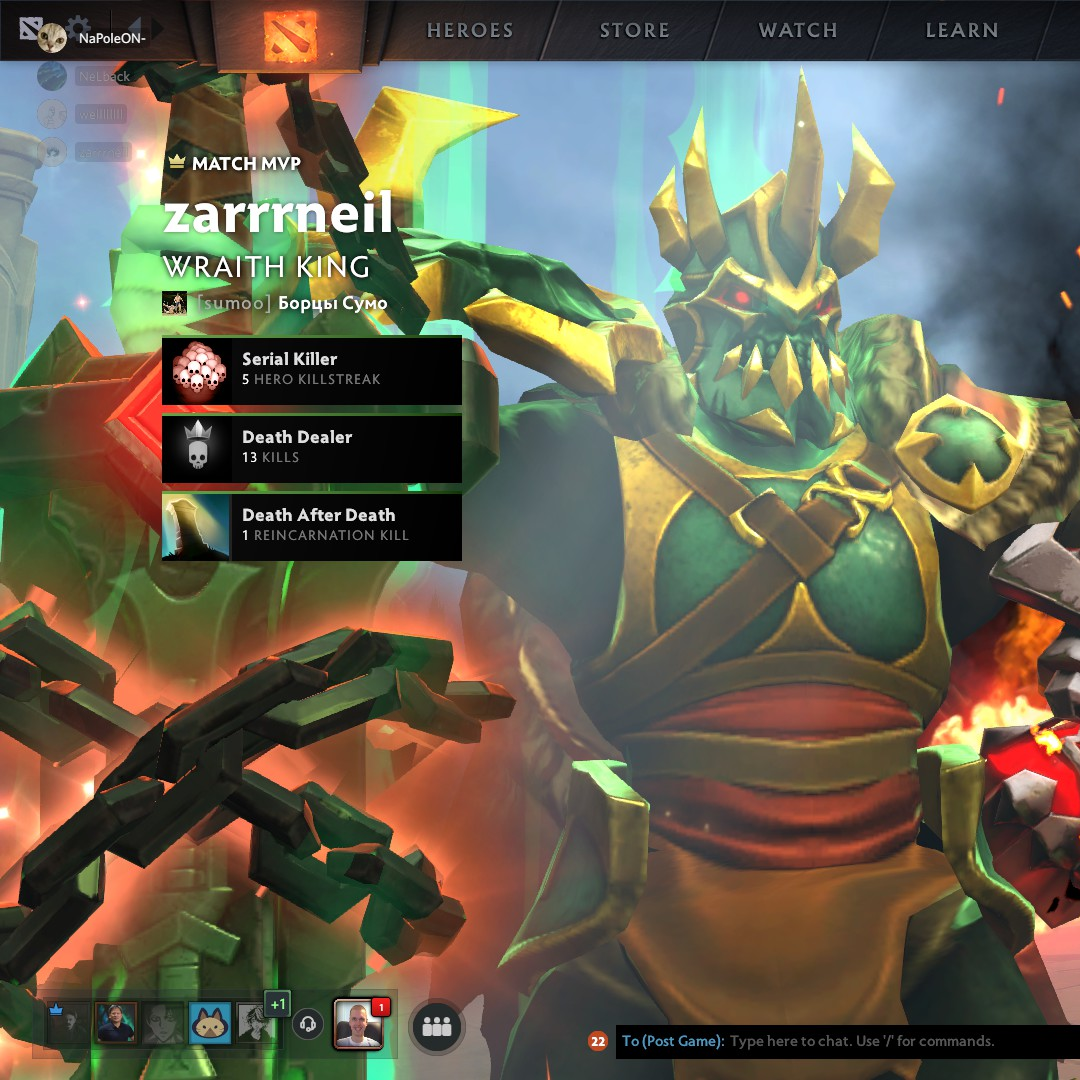 NaPoleON-
HEROES
STORE
WATCH
LEARN
NeLback
MATCH MVP
zarrrneil
WRAITH KING
[sumoo] Борцы Сумо
Serial Killer
5 HERO KILLSTREAK
Death Dealer
13 KILLS
Death After Death
1 REINCARNATION KILL
+1
1
22
To (Post Game): Type here to chat. Use '/' for commands.